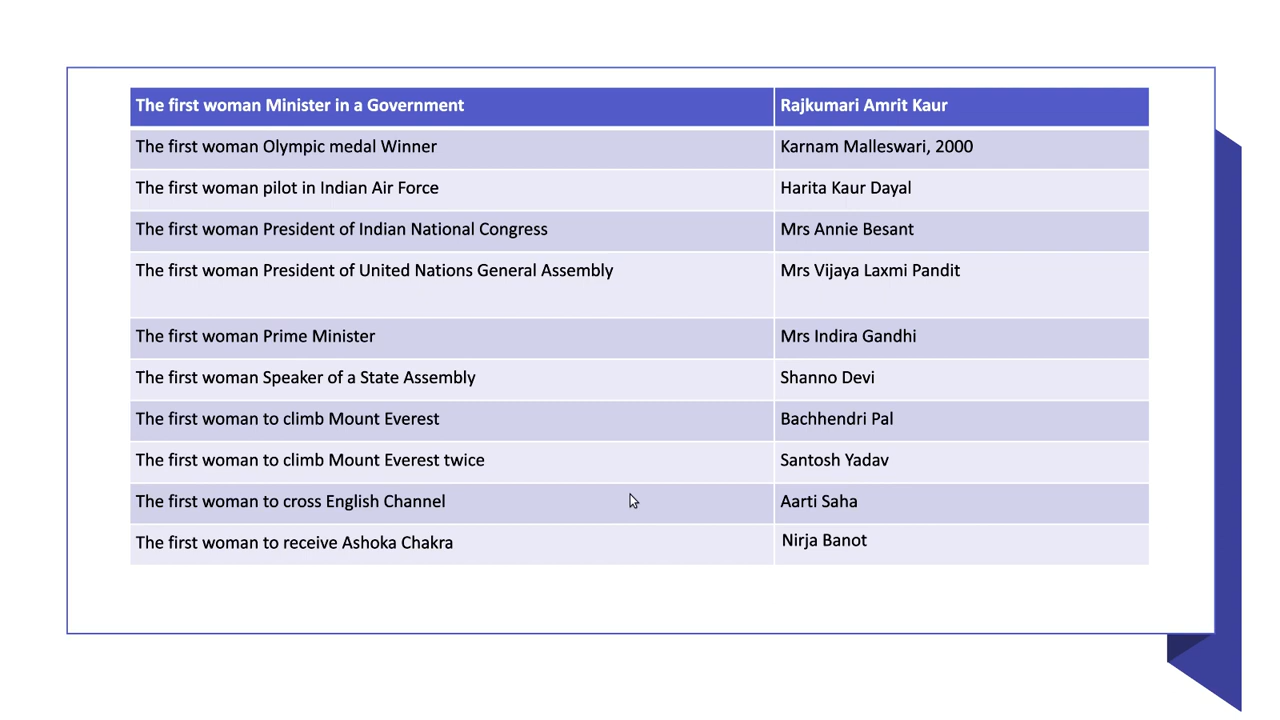 The first woman Minister in a Government Rajkumari Amrit Kaur
The first woman Olympic medal Winner Karnam Malleswari, 2000
The first woman pilot in Indian Air Force Harita Kaur Dayal
The first woman President of Indian National Congress Mrs Annie Besant
The first woman President of United Nations General Assembly Mrs Vijaya Laxmi Pandit
The first woman Prime Minister Mrs Indira Gandhi
The first woman Speaker of a State Assembly Shanno Devi
The first woman to climb Mount Everest Bachhendri Pal
The first woman to climb Mount Everest twice Santosh Yadav
The first woman to cross English Channel Aarti Saha
The first woman to receive Ashoka Chakra Nirja Banot